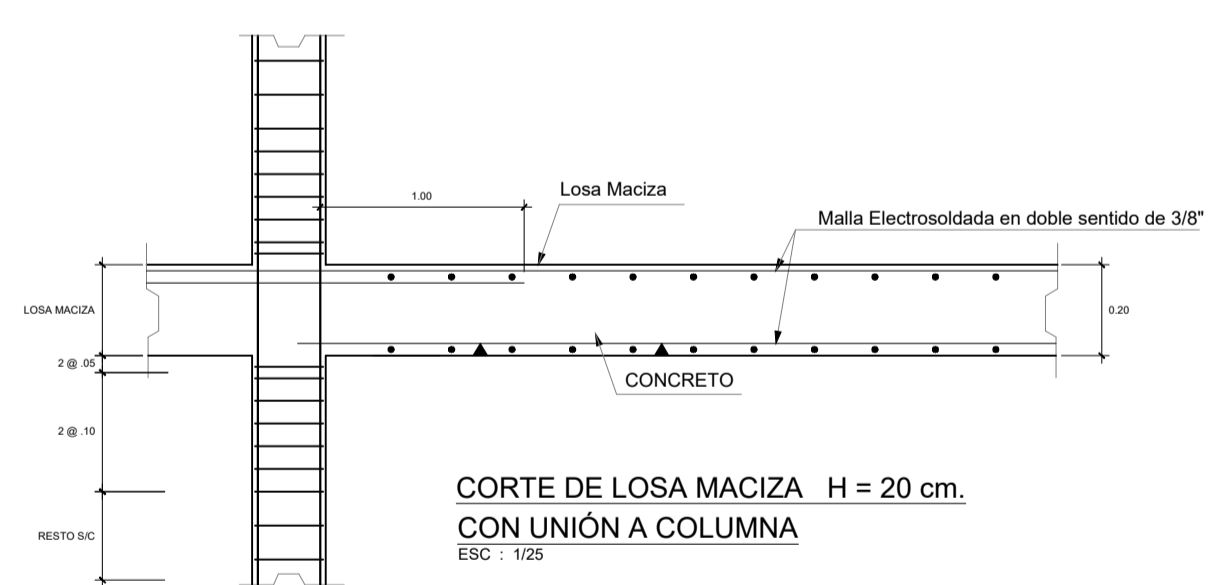 1.00
Losa Maciza
Malla Electrosoldada en doble sentido de 3/8"
LOSA MACIZA
0.20
2 @ .05
CONCRETO
2 @ .10
CORTE DE LOSA MACIZA H = 20 cm.
CON UNIÓN A COLUMNA
RESTO S/C
ESC : 1/25